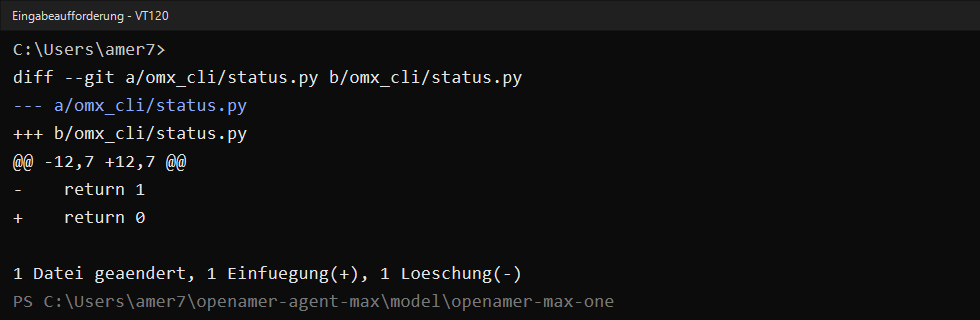 Eingabeaufforderung - VT120
C:\Users\amer7>
diff --git a/omx_cli/status.py b/omx_cli/status.py
--- a/omx_cli/status.py
+++ b/omx_cli/status.py
@@ -12,7 +12,7 @@
-    return 1
+    return 0
1 Datei geaendert, 1 Einfuegung(+), 1 Loeschung(-)
PS C:\Users\amer7\openamer-agent-max\model\openamer-max-one